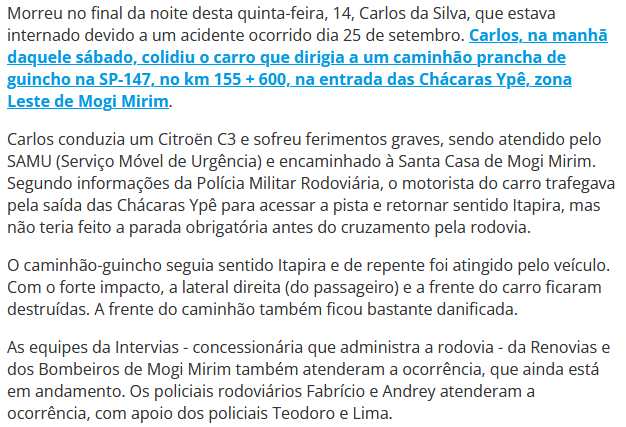 Morreu no final da noite desta quinta-feira, 14, Carlos da Silva, que estava
internado devido a um acidente ocorrido dia 25 de setembro. Carlos, na manhã
daquele sábado, colidiu o carro que dirigia a um caminhão prancha de
guincho na SP-147, no km 155 + 600, na entrada das Chácaras Ypê, zona
Leste de Mogi Mirim.
Carlos conduzia um Citroën C3 e sofreu ferimentos graves, sendo atendido pelo
SAMU (Serviço Móvel de Urgência) e encaminhado à Santa Casa de Mogi Mirim.
Segundo informações da Polícia Militar Rodoviária, o motorista do carro trafegava
pela saída das Chácaras Ypê para acessar a pista e retornar sentido Itapira, mas
não teria feito a parada obrigatória antes do cruzamento pela rodovia.
O caminhão-guincho seguia sentido Itapira e de repente foi atingido pelo veículo.
Com o forte impacto, a lateral direita (do passageiro) e a frente do carro ficaram
destruídas. A frente do caminhão também ficou bastante danificada.
As equipes da Intervias - concessionária que administra a rodovia - da Renovias e
dos Bombeiros de Mogi Mirim também atenderam a ocorrência, que ainda está
em andamento. Os policiais rodoviários Fabrício e Andrey atenderam a
ocorrência, com apoio dos policiais Teodoro e Lima.